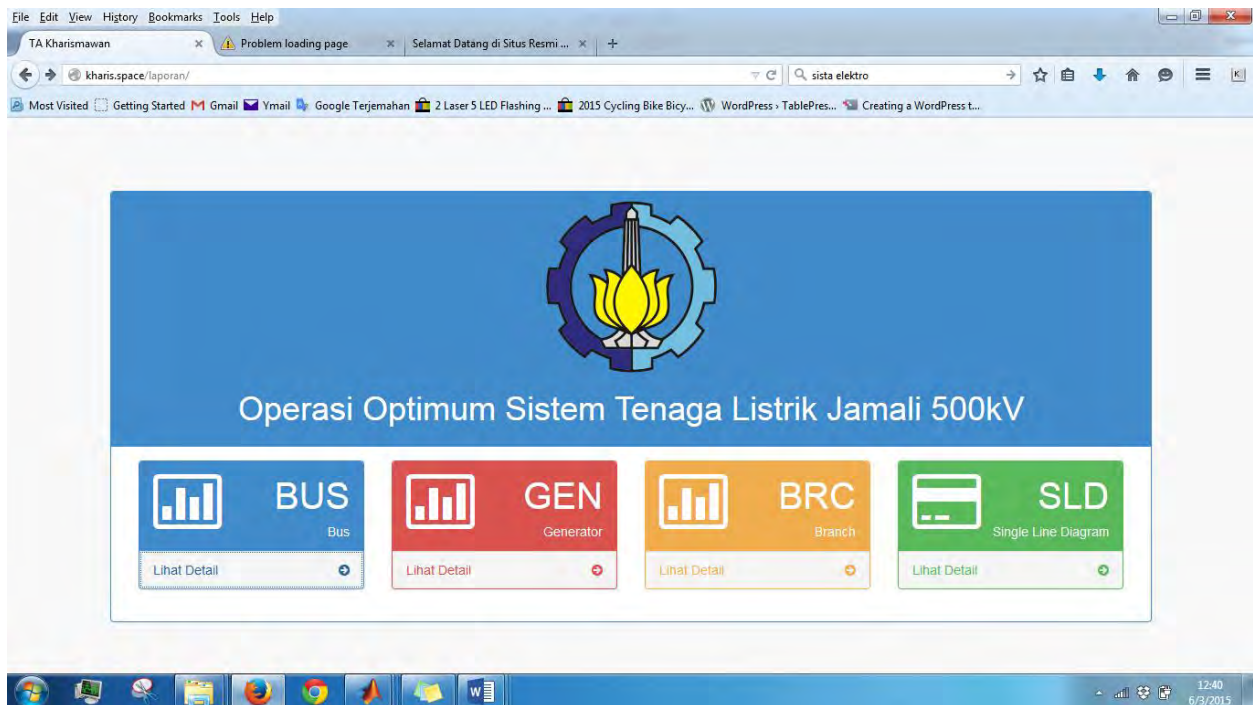 File Edit View History Bookmarks Tools Help
TA Kharismawan Problem loading page Selamat Datang di Situs Resmi ...
kharis.space/laporan/ sista elektro
Most Visited Getting Started Gmail Ymail Google Terjemahan 2 Laser 5 LED Flashing ... 2015 Cycling Bike Bicy... WordPress › TablePres... Creating a WordPress t...
Operasi Optimum Sistem Tenaga Listrik Jamali 500kV
BUS
Bus
Lihat Detail
GEN
Generator
Lihat Detail
BRC
Branch
Lihat Detail
SLD
Single Line Diagram
Lihat Detail
12:40
6/3/2015